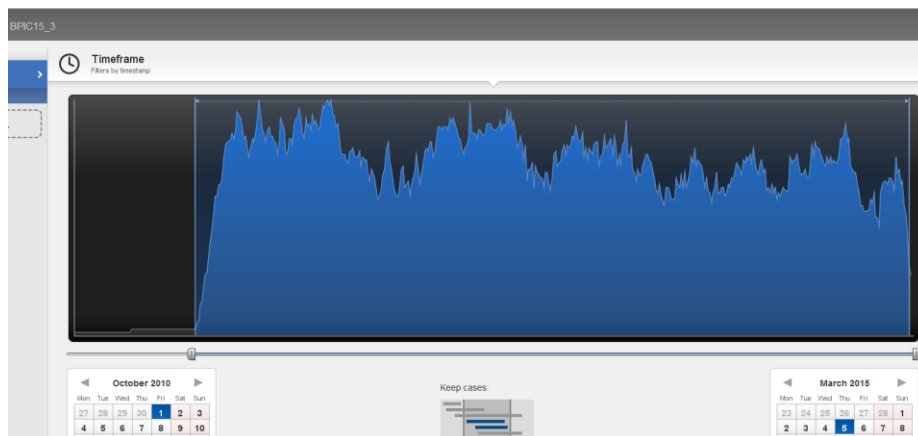 BPIC15_3
Timeframe
Filters by timestamp
October 2010
Mon Tue Wed Thu Fri Sat Sun
27 28 29 30 1 2 3
4 5 6 7 8 9 10
Keep cases:
March 2015
Mon Tue Wed Thu Fri Sat Sun
23 24 25 26 27 28 1
2 3 4 5 6 7 8